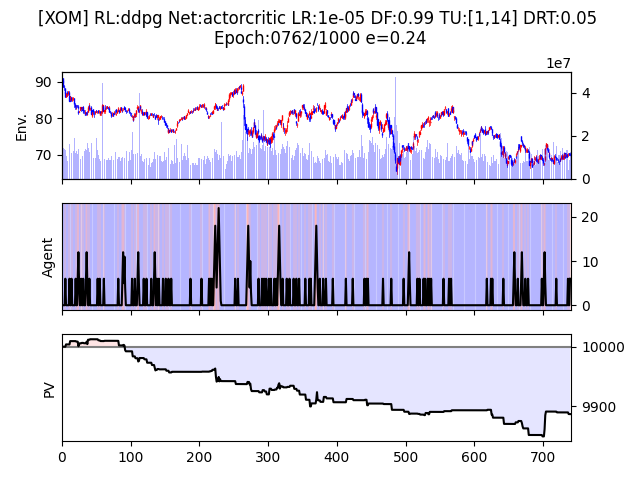 [XOM] RL:ddpg Net:actorcritic LR:1e-05 DF:0.99 TU:[1,14] DRT:0.05
Epoch:0762/1000 e=0.24
1e7
Env.
90
80
70
4
2
0
Agent
20
10
0
PV
10000
9900
0 100 200 300 400 500 600 700